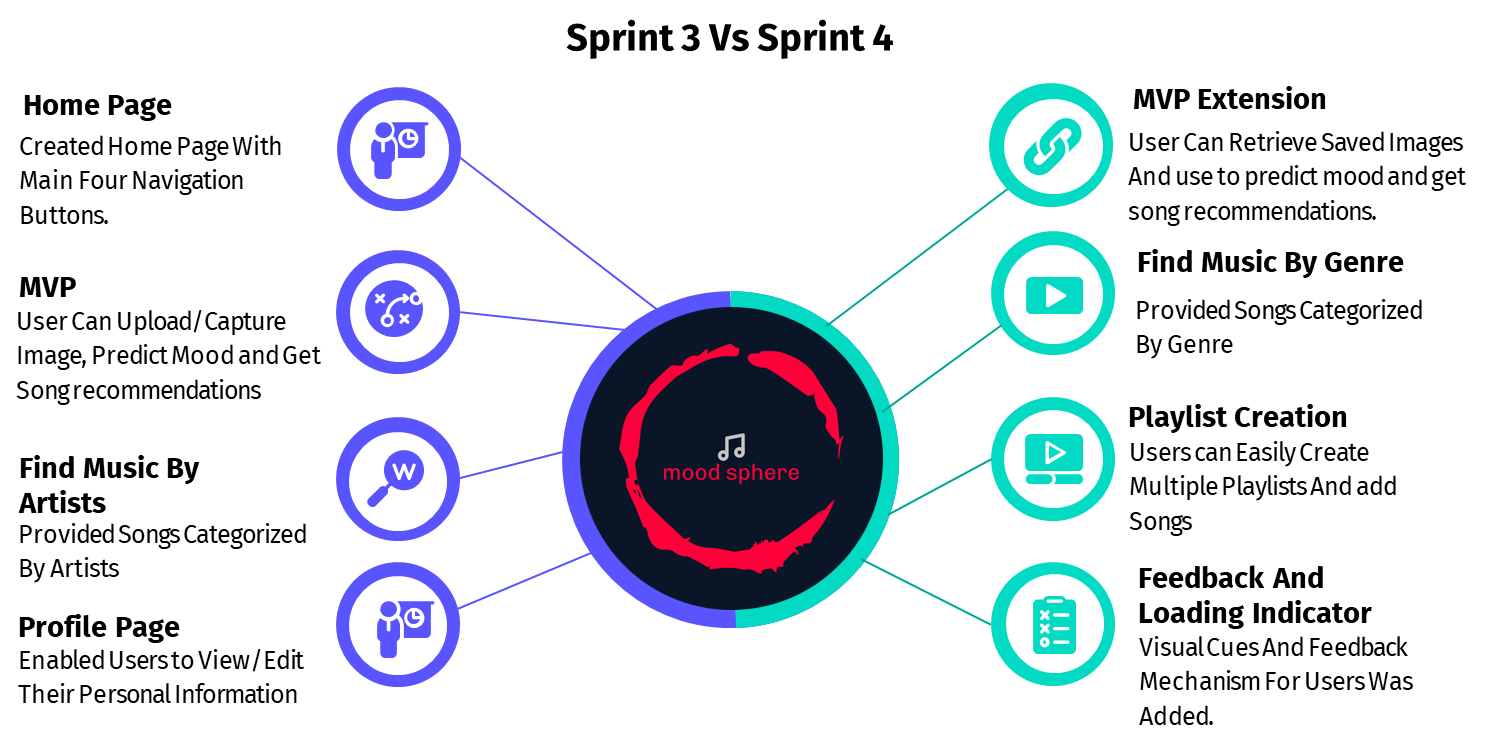 Sprint 3 Vs Sprint 4
Home Page
Created Home Page With
Main Four Navigation
Buttons.
MVP
User Can Upload/Capture
Image, Predict Mood and Get
Song recommendations
Find Music By
Artists
Provided Songs Categorized
By Artists
Profile Page
Enabled Users to View/Edit
Their Personal Information
W
mood sphere
MVP Extension
User Can Retrieve Saved Images
And use to predict mood and get
song recommendations.
Find Music By Genre
Provided Songs Categorized
By Genre
Playlist Creation
Users can Easily Create
Multiple Playlists And add
Songs
Feedback And
Loading Indicator
Visual Cues And Feedback
Mechanism For Users Was
Added.